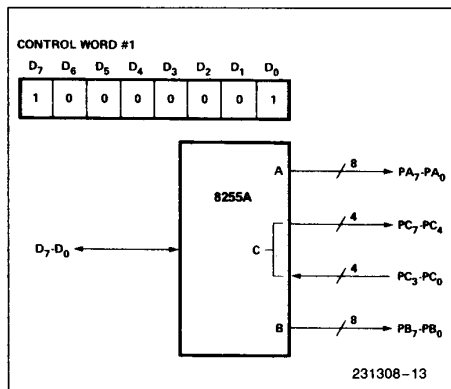 CONTROL WORD #1
D7 D6 D5 D4 D3 D2 D1 D0
1 0 0 0 0 0 0 1
A 8 PA7-PA0
8255A
4 PC7-PC4
D7-D0 C
4 PC3-PC0
B 8 PB7-PB0
231308-13